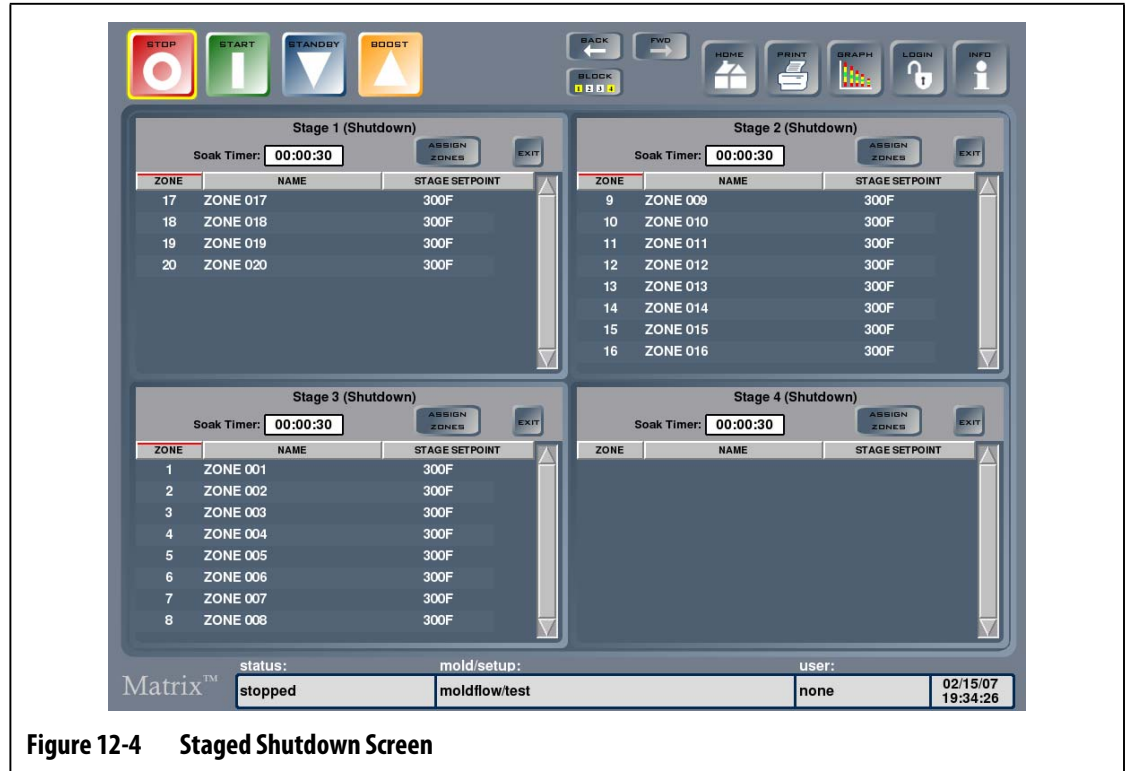 STOP START STANDBY BOOST BACK FWD HOME PRINT GRAPH LOGIN INFO
BLOCK
1 2 3 4
Stage 1 (Shutdown)
Soak Timer: 00:00:30 ASSIGN ZONES EXIT
ZONE NAME STAGE SETPOINT
17 ZONE 017 300F
18 ZONE 018 300F
19 ZONE 019 300F
20 ZONE 020 300F
Stage 2 (Shutdown)
Soak Timer: 00:00:30 ASSIGN ZONES EXIT
ZONE NAME STAGE SETPOINT
9 ZONE 009 300F
10 ZONE 010 300F
11 ZONE 011 300F
12 ZONE 012 300F
13 ZONE 013 300F
14 ZONE 014 300F
15 ZONE 015 300F
16 ZONE 016 300F
Stage 3 (Shutdown)
Soak Timer: 00:00:30 ASSIGN ZONES EXIT
ZONE NAME STAGE SETPOINT
1 ZONE 001 300F
2 ZONE 002 300F
3 ZONE 003 300F
4 ZONE 004 300F
5 ZONE 005 300F
6 ZONE 006 300F
7 ZONE 007 300F
8 ZONE 008 300F
Stage 4 (Shutdown)
Soak Timer: 00:00:30 ASSIGN ZONES EXIT
ZONE NAME STAGE SETPOINT
status: mold/setup: user:
Matrix™ stopped moldflow/test none 02/15/07
19:34:26
Figure 12-4 Staged Shutdown Screen